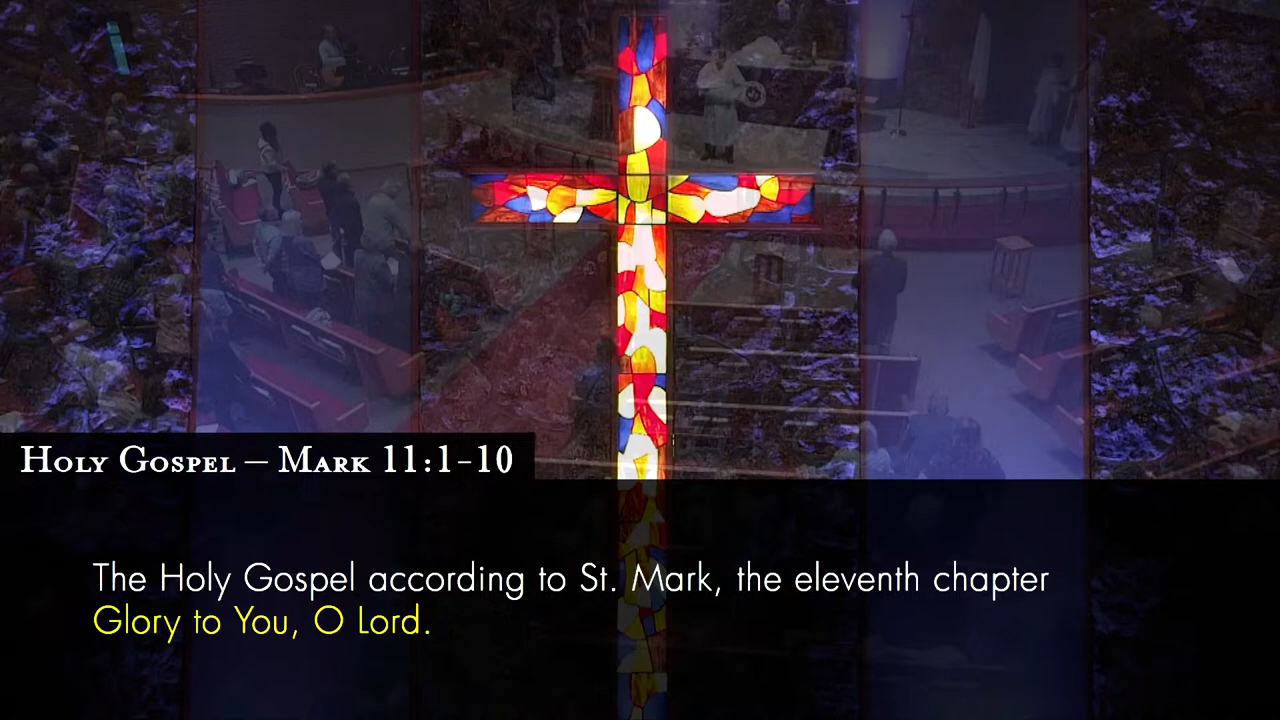 Holy Gospel – Mark 11:1-10
The Holy Gospel according to St. Mark, the eleventh chapter
Glory to You, O Lord.